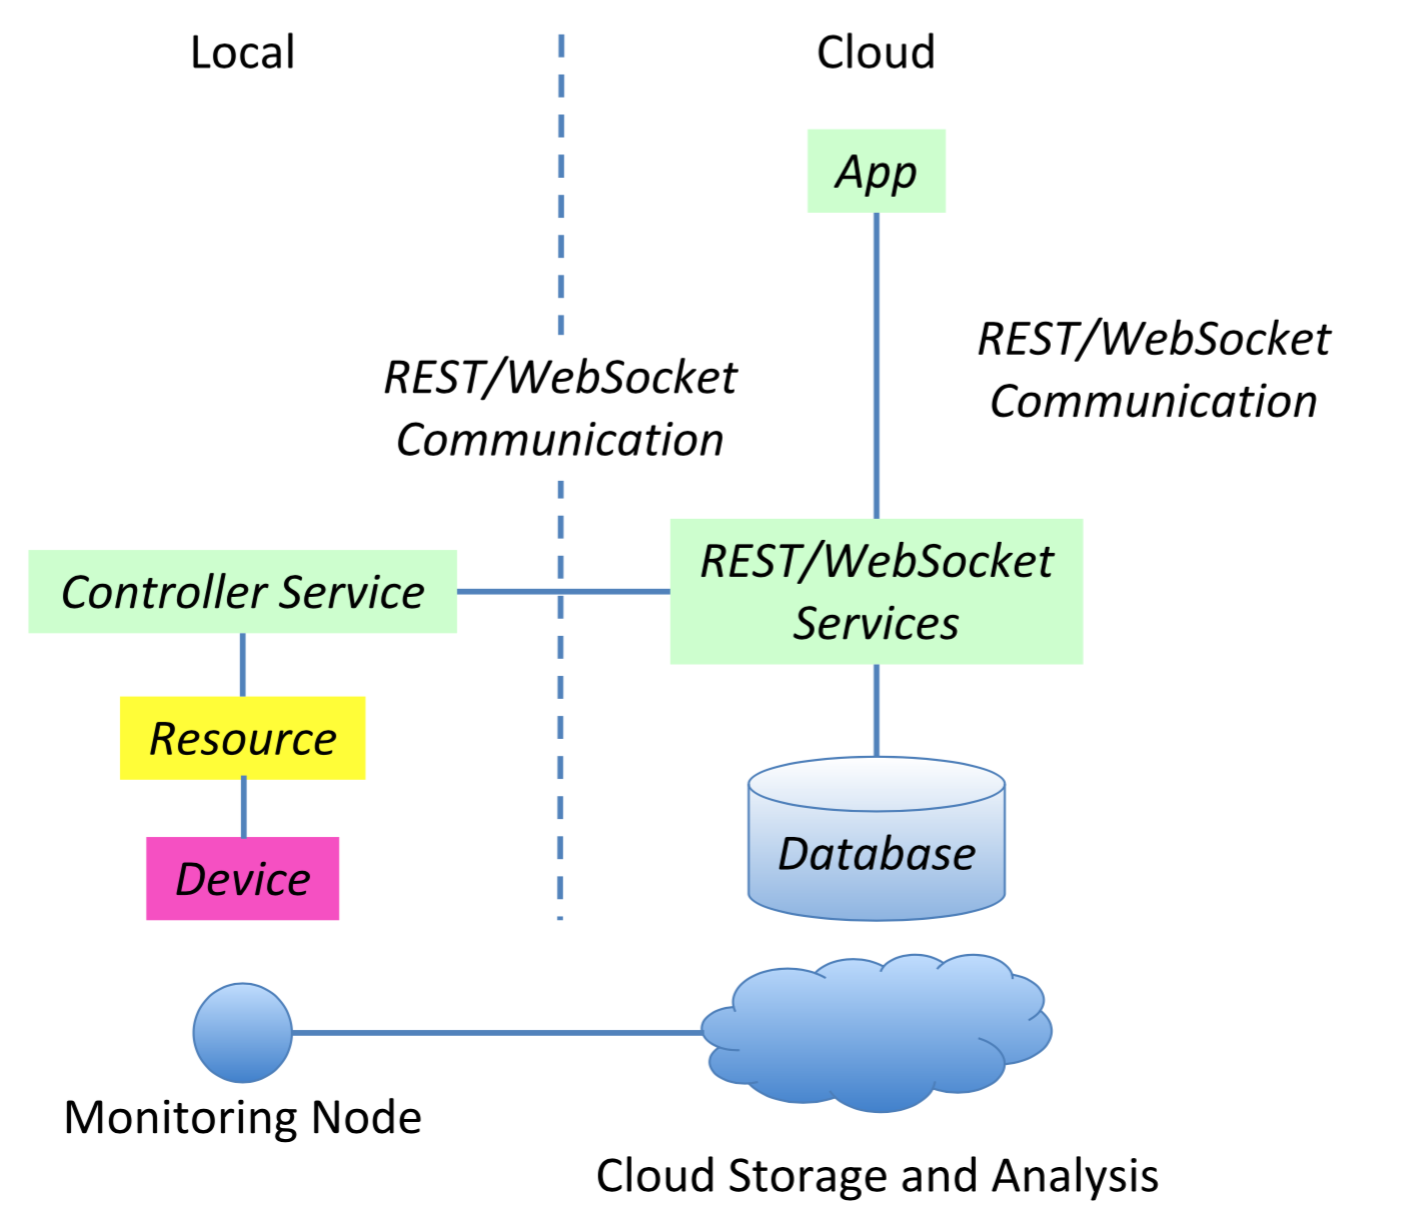 Local
Cloud
App
REST/WebSocket
Communication
REST/WebSocket
Communication
Controller Service
REST/WebSocket
Services
Resource
Device
Database
Monitoring Node
Cloud Storage and Analysis